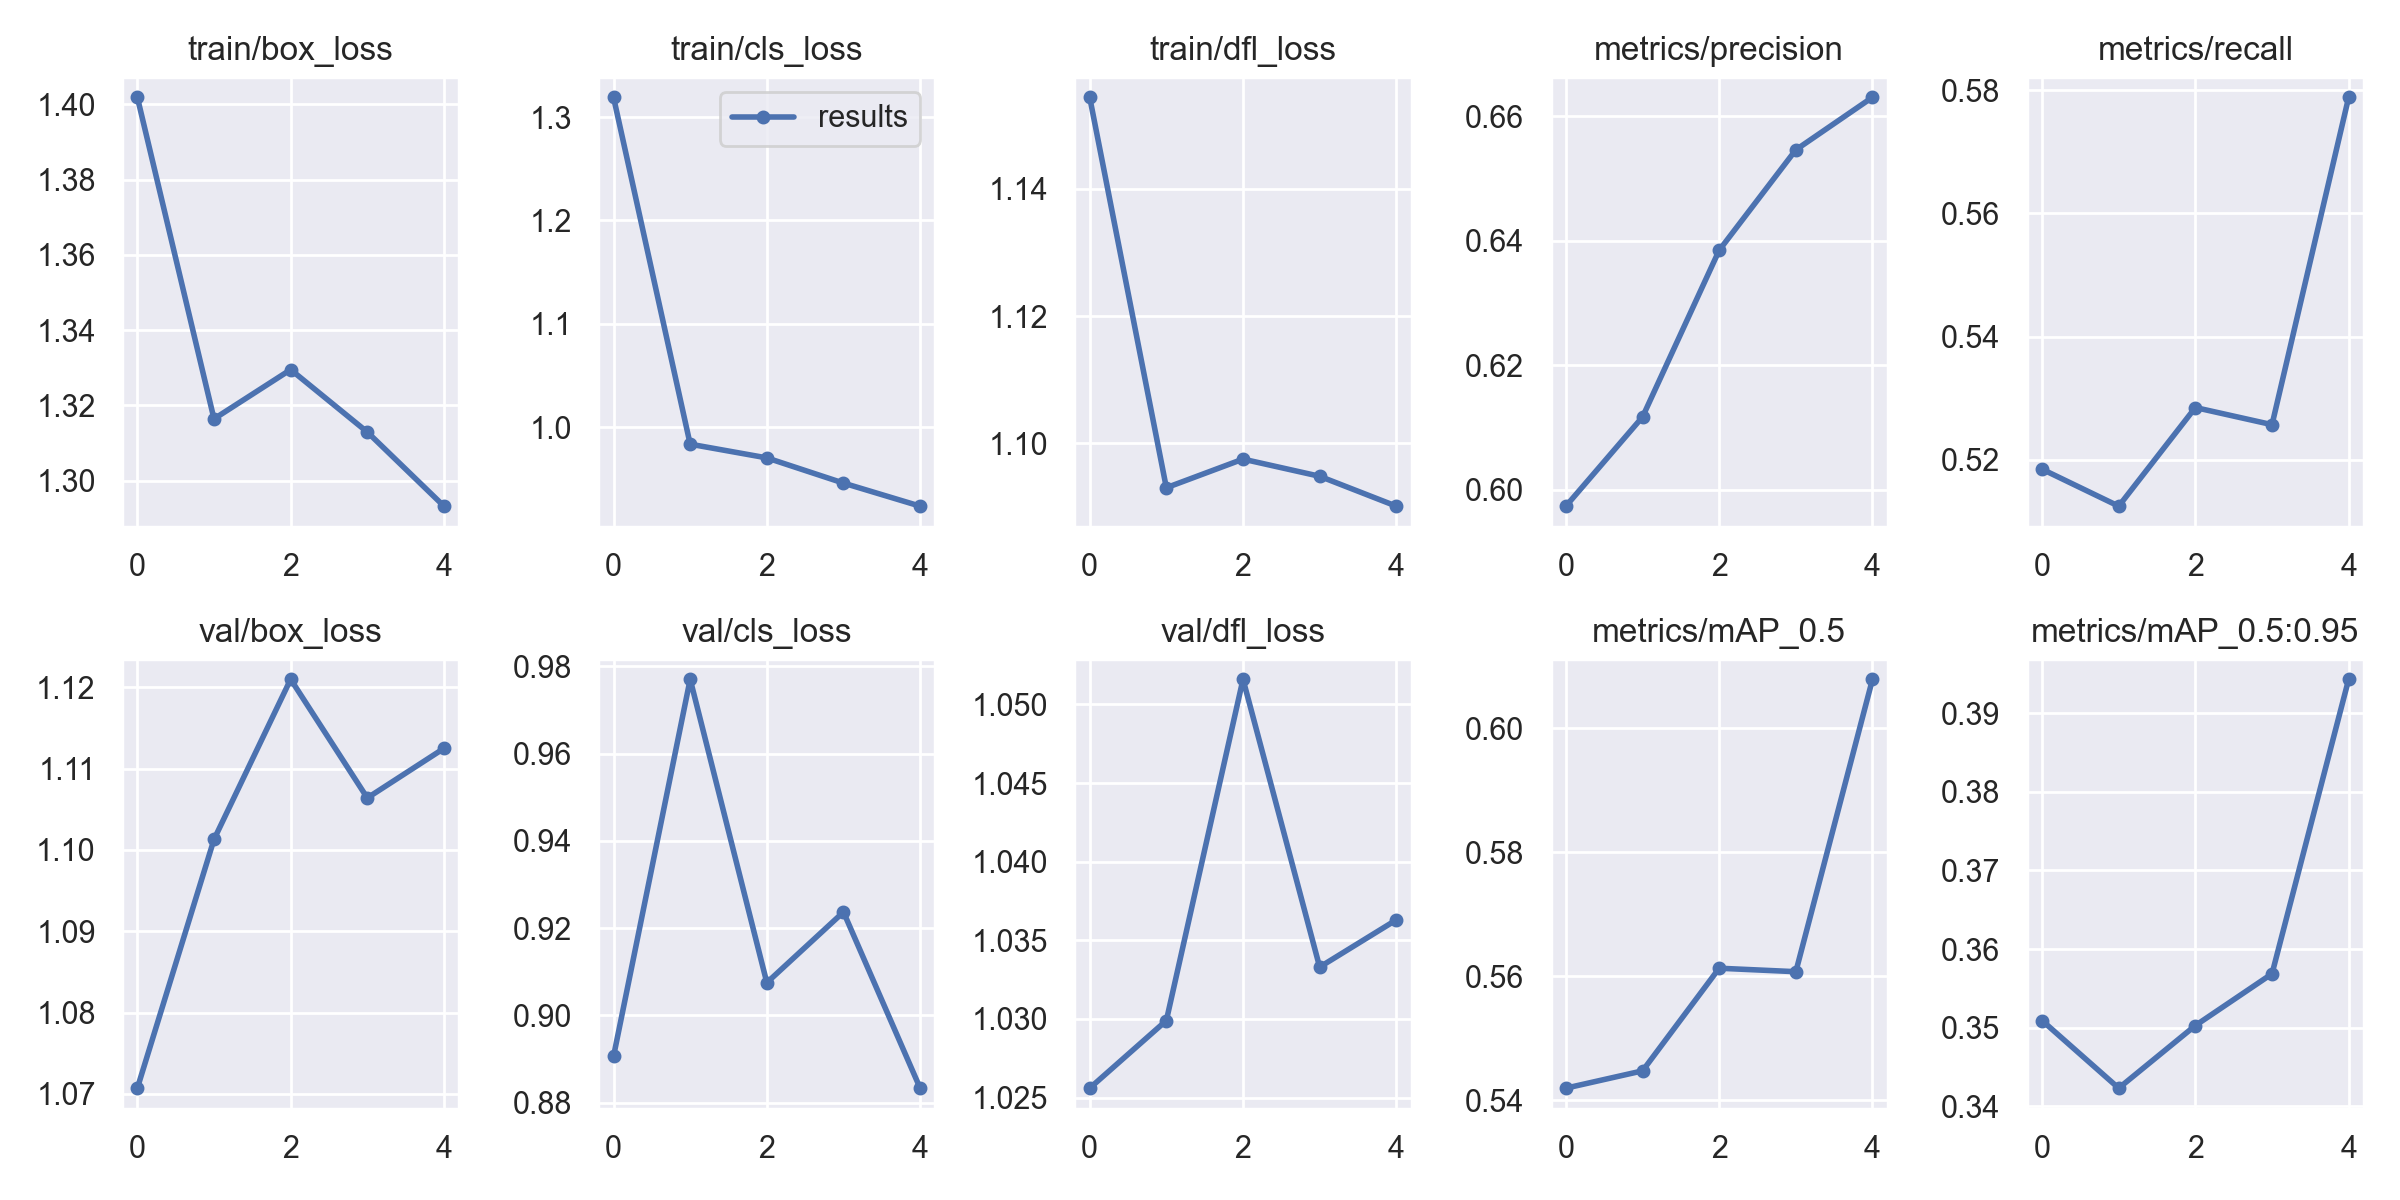 train/box_loss
1.40
1.38
1.36
1.34
1.32
1.30
0 2 4
train/cls_loss
results
1.3
1.2
1.1
1.0
0 2 4
train/dfl_loss
1.14
1.12
1.10
0 2 4
metrics/precision
0.66
0.64
0.62
0.60
0 2 4
metrics/recall
0.58
0.56
0.54
0.52
0 2 4
val/box_loss
1.12
1.11
1.10
1.09
1.08
1.07
0 2 4
val/cls_loss
0.98
0.96
0.94
0.92
0.90
0.88
0 2 4
val/dfl_loss
1.050
1.045
1.040
1.035
1.030
1.025
0 2 4
metrics/mAP_0.5
0.60
0.58
0.56
0.54
0 2 4
metrics/mAP_0.5:0.95
0.39
0.38
0.37
0.36
0.35
0.34
0 2 4